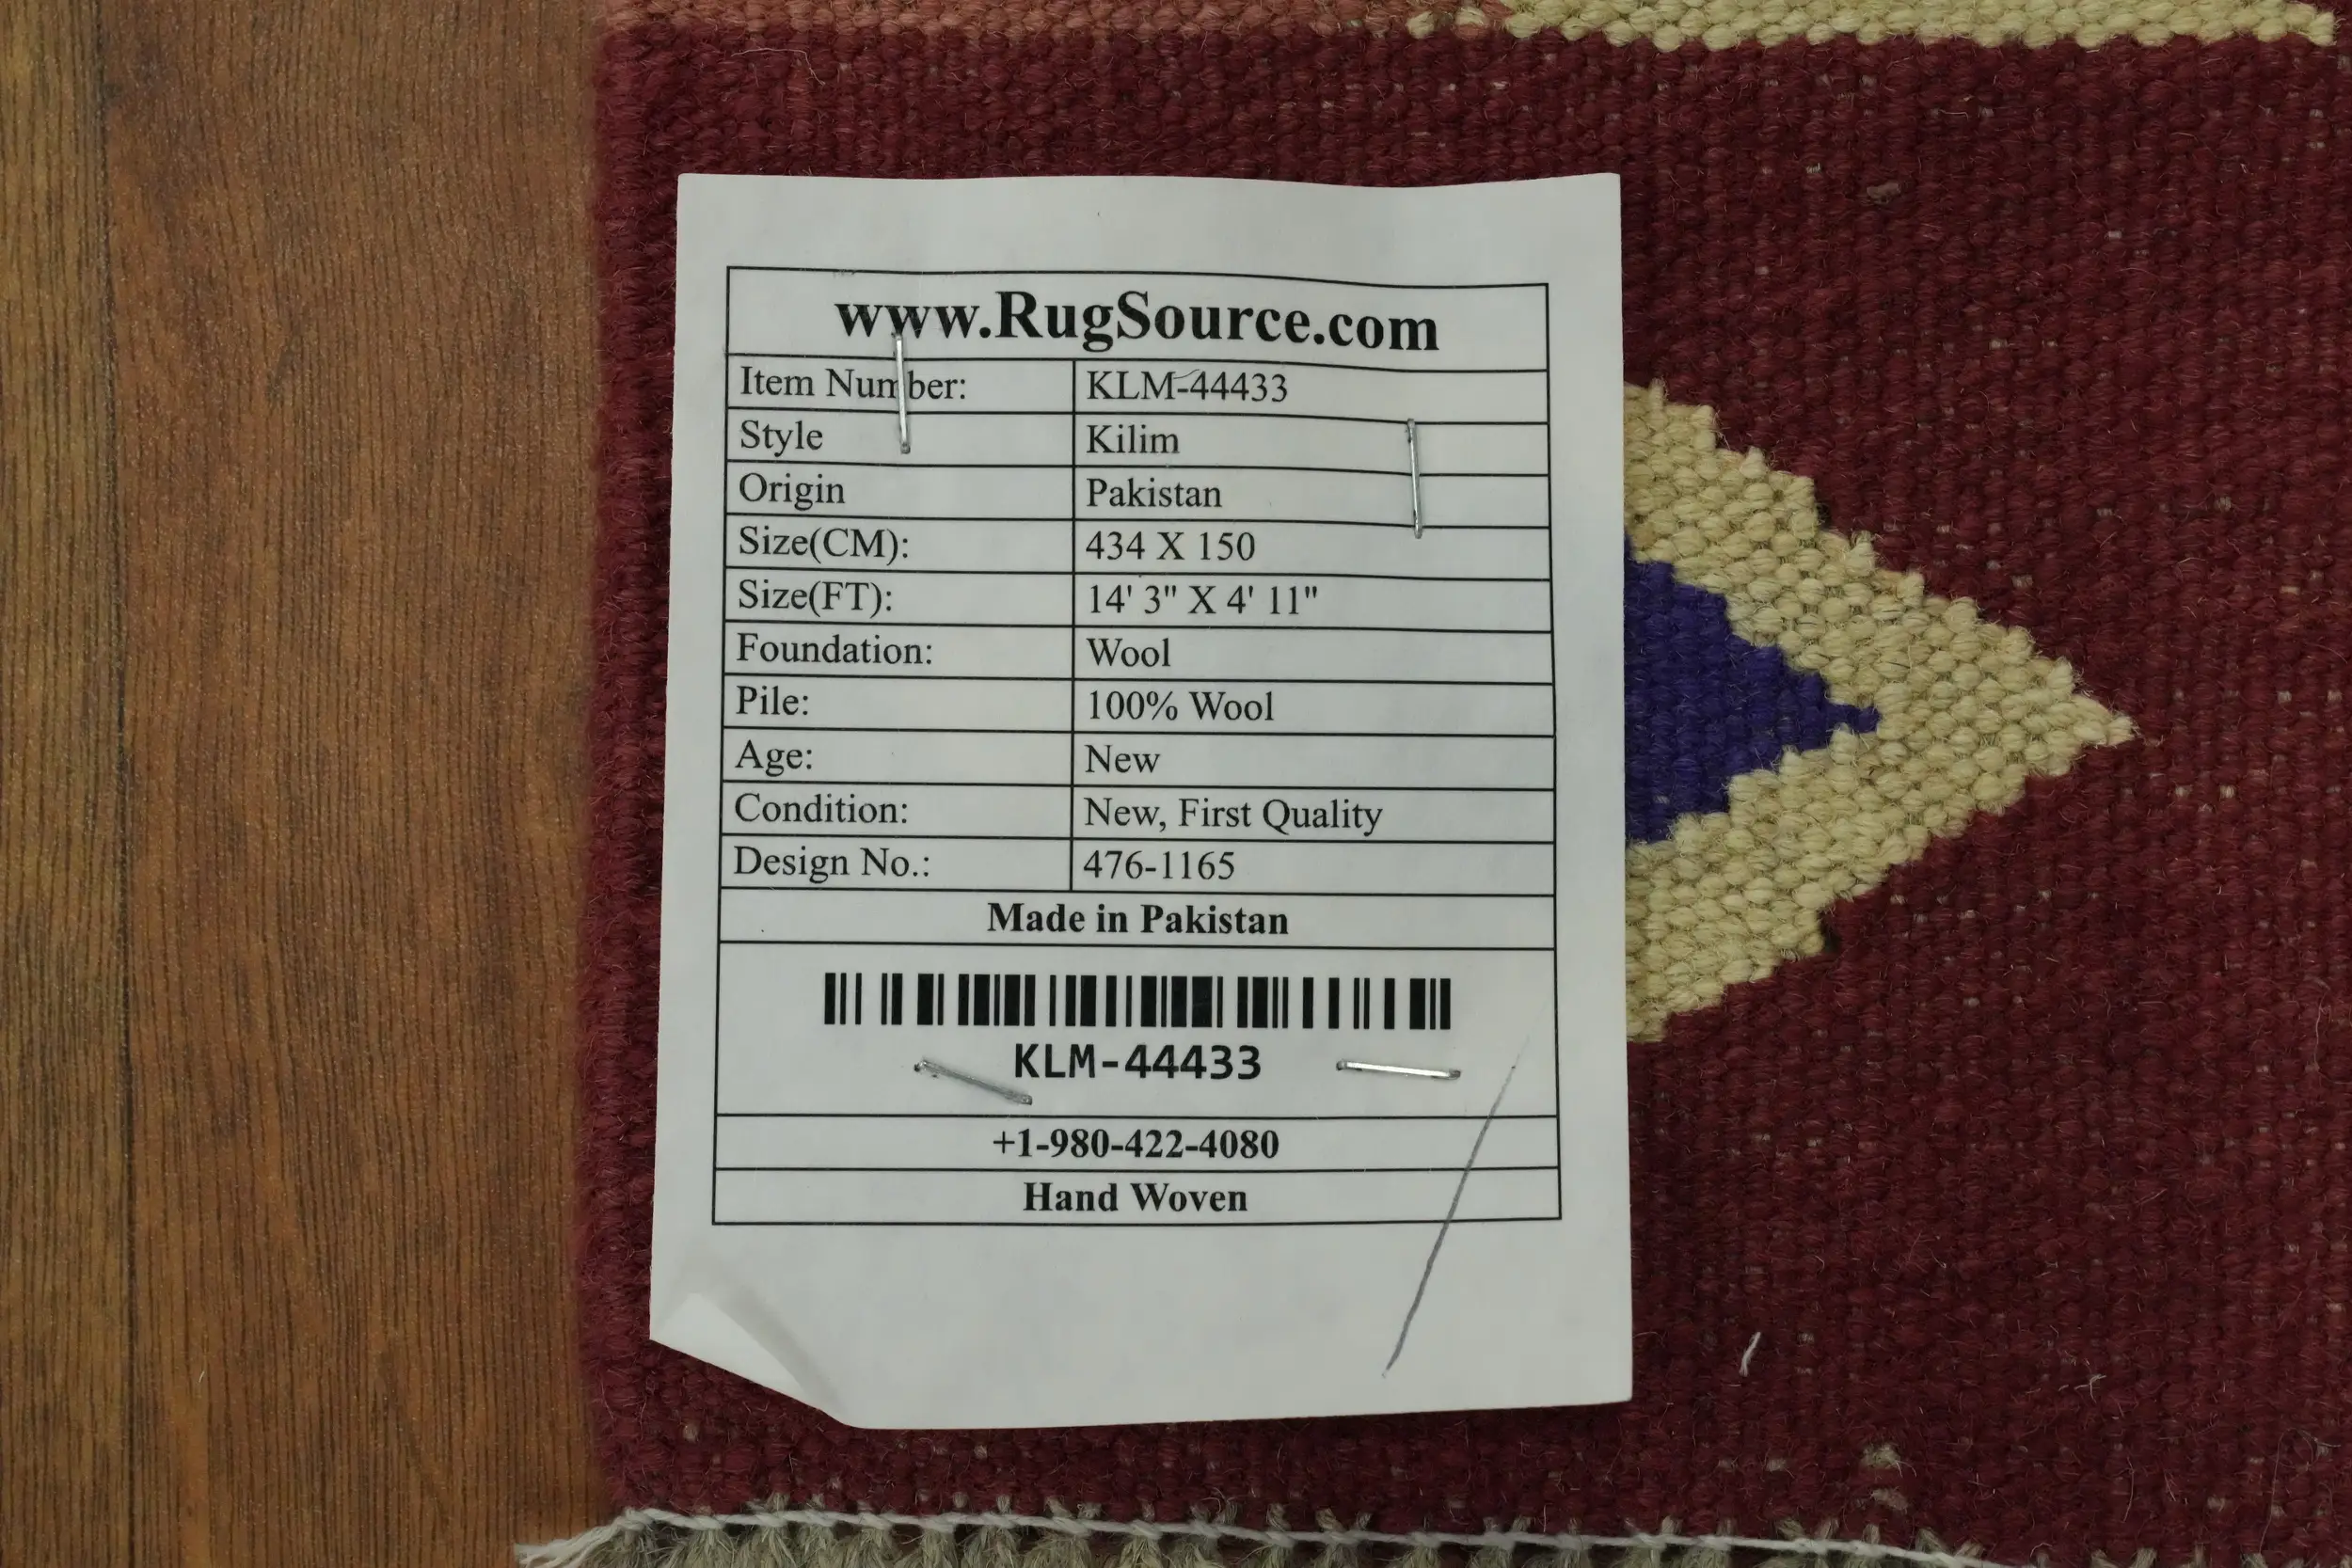 www.RugSource.com
Item Number: KLM-44433
Style Kilim
Origin Pakistan
Size(CM): 434 X 150
Size(FT): 14' 3" X 4' 11"
Foundation: Wool
Pile: 100% Wool
Age: New
Condition: New, First Quality
Design No.: 476-1165
Made in Pakistan
KLM-44433
+1-980-422-4080
Hand Woven